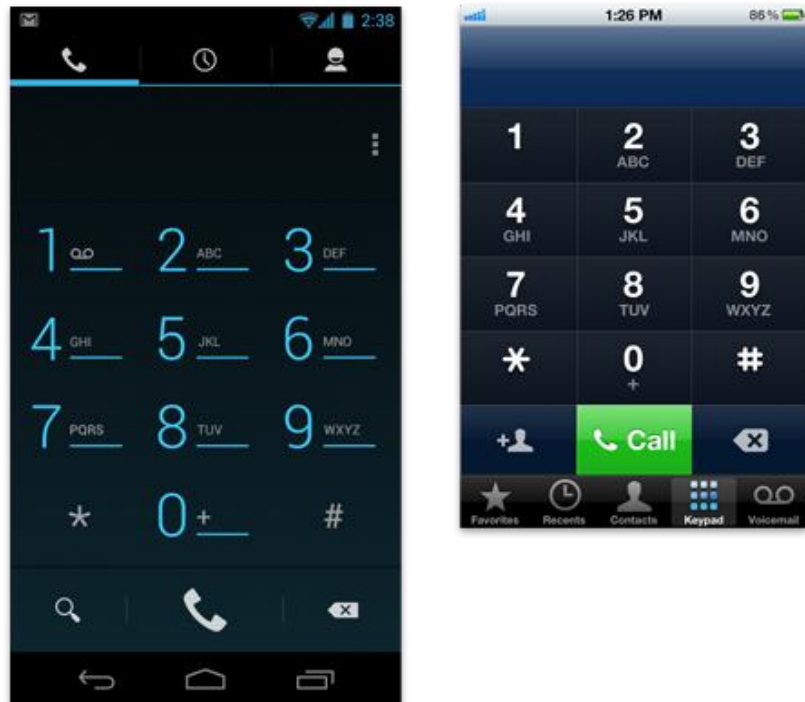 2:38
1 2 ABC 3 DEF
4 GHI 5 JKL 6 MNO
7 PQRS 8 TUV 9 WXYZ
* 0 + #
1:26 PM 86%
1 2 3
ABC DEF
4 5 6
GHI JKL MNO
7 8 9
PQRS TUV WXYZ
* 0 #
+
Call
Favorites Recents Contacts Keypad Voicemail